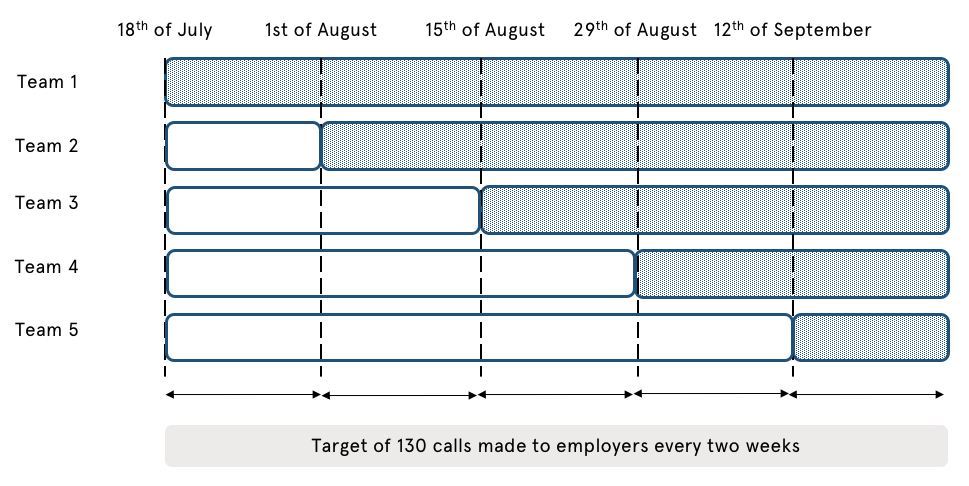 18th of July 1st of August 15th of August 29th of August 12th of September
Team 1
Team 2
Team 3
Team 4
Team 5
Target of 130 calls made to employers every two weeks